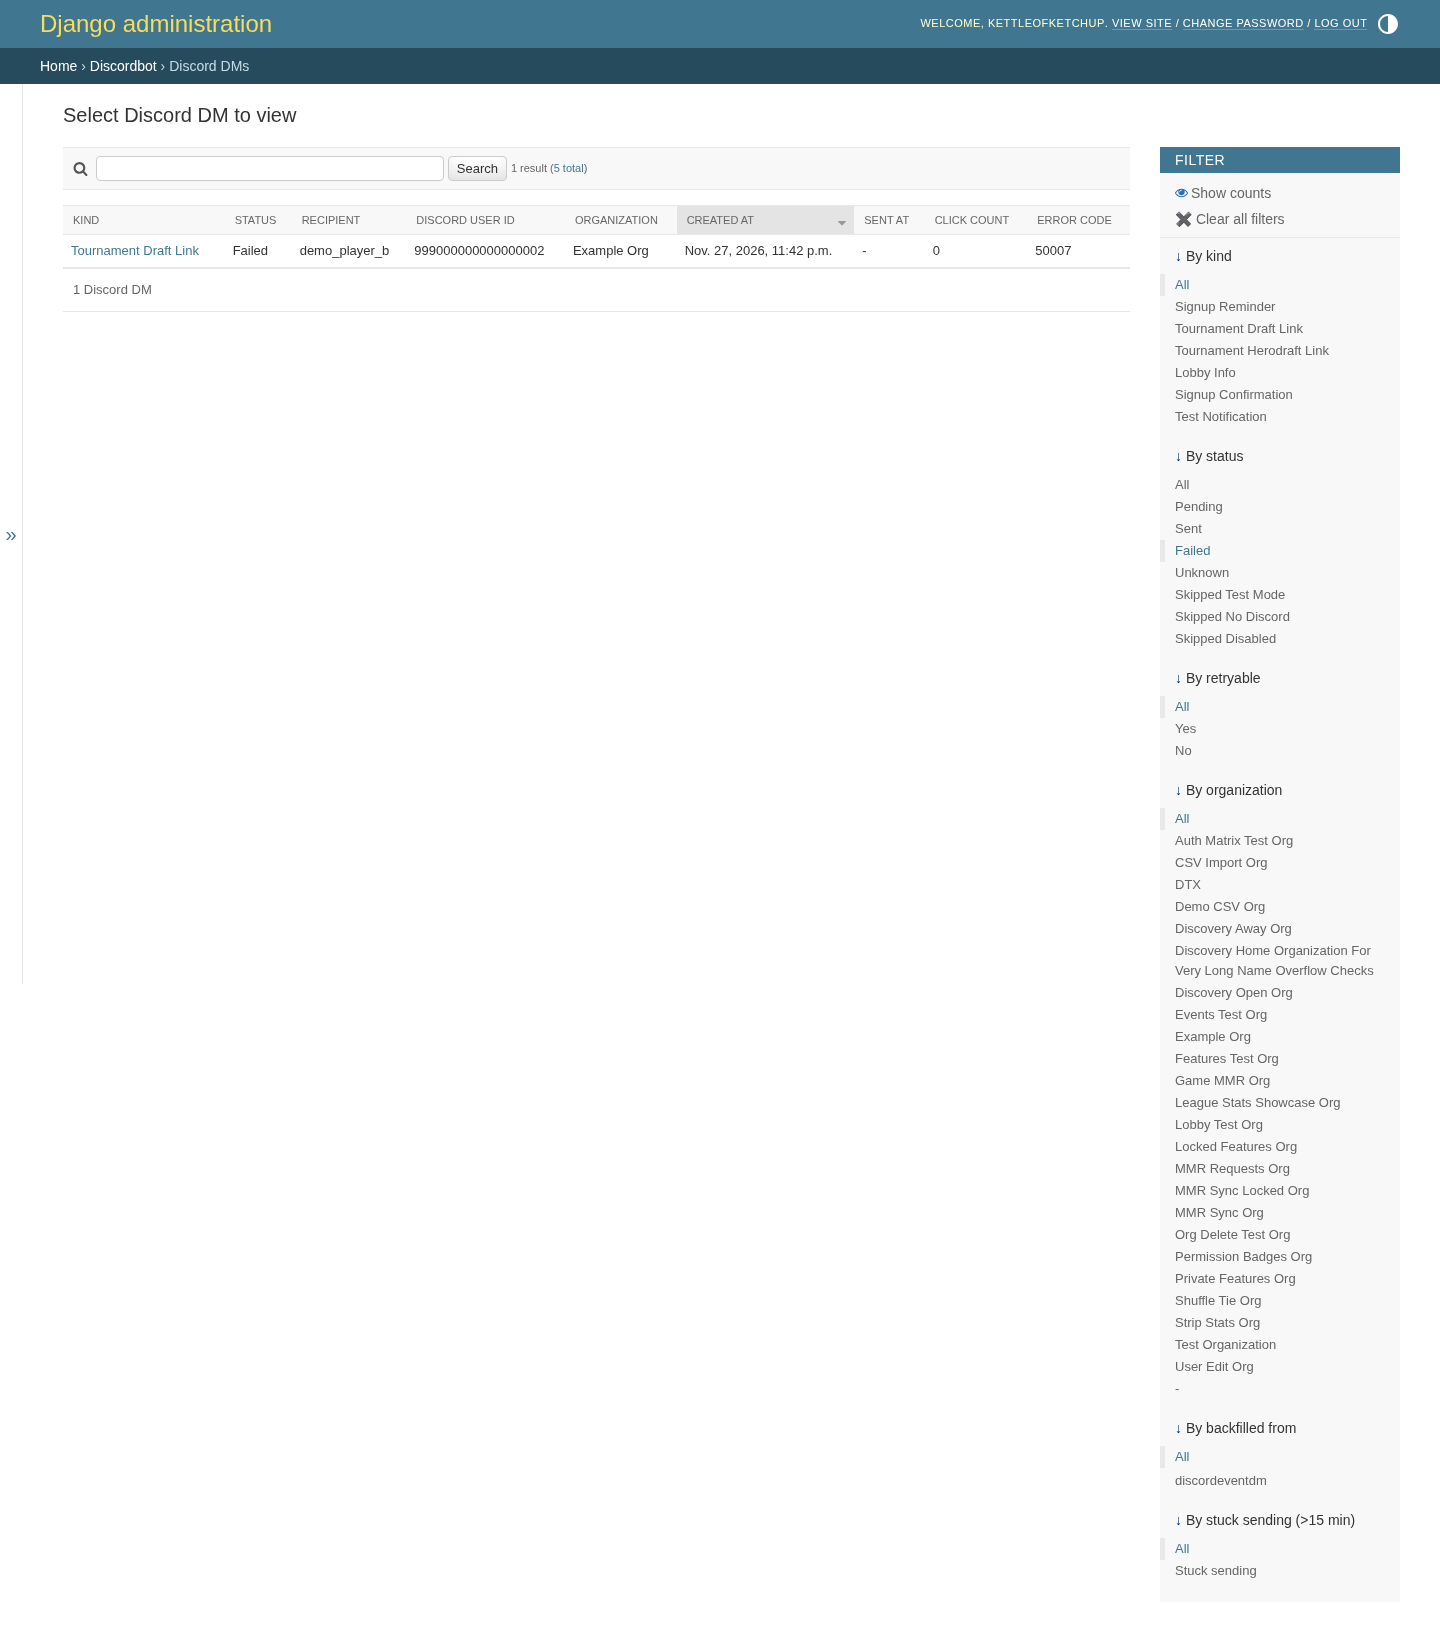 Django administration
WELCOME, KETTLEOFKETCHUP. VIEW SITE / CHANGE PASSWORD / LOG OUT
Home › Discordbot › Discord DMs
»
Select Discord DM to view
Search 1 result (5 total)
KIND STATUS RECIPIENT DISCORD USER ID ORGANIZATION CREATED AT SENT AT CLICK COUNT ERROR CODE
Tournament Draft Link Failed demo_player_b 999000000000000002 Example Org Nov. 27, 2026, 11:42 p.m. - 0 50007
1 Discord DM
FILTER
Show counts
✖ Clear all filters
↓ By kind
All
Signup Reminder
Tournament Draft Link
Tournament Herodraft Link
Lobby Info
Signup Confirmation
Test Notification
↓ By status
All
Pending
Sent
Failed
Unknown
Skipped Test Mode
Skipped No Discord
Skipped Disabled
↓ By retryable
All
Yes
No
↓ By organization
All
Auth Matrix Test Org
CSV Import Org
DTX
Demo CSV Org
Discovery Away Org
Discovery Home Organization For
Very Long Name Overflow Checks
Discovery Open Org
Events Test Org
Example Org
Features Test Org
Game MMR Org
League Stats Showcase Org
Lobby Test Org
Locked Features Org
MMR Requests Org
MMR Sync Locked Org
MMR Sync Org
Org Delete Test Org
Permission Badges Org
Private Features Org
Shuffle Tie Org
Strip Stats Org
Test Organization
User Edit Org
-
↓ By backfilled from
All
discordeventdm
↓ By stuck sending (>15 min)
All
Stuck sending